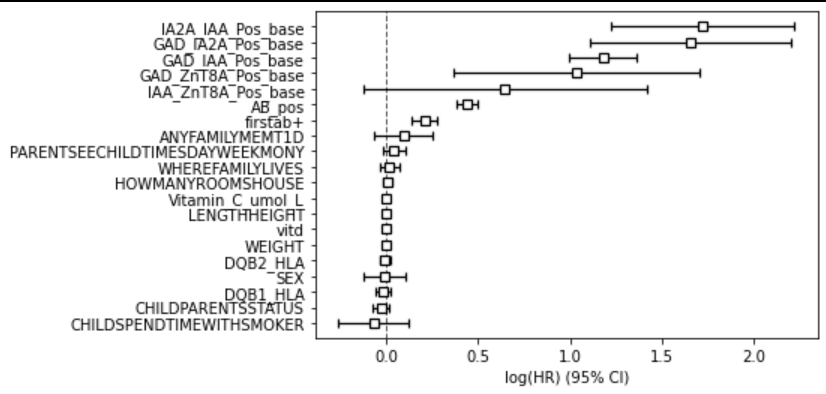 IA2A_IAA_Pos_base
GAD_IA2A_Pos_base
GAD_IAA_Pos_base
GAD_ZnT8A_Pos_base
IAA_ZnT8A_Pos_base
AB_pos
firstab+
ANYFAMILYMEMT1D
PARENTSEECHILDTIMESDAYWEEKMONY
WHEREFAMILYLIVES
HOWMANYROOMSHOUSE
Vitamin_C_umol_L
LENGTHHEIGHT
vitd
WEIGHT
DQB2_HLA
SEX
DQB1_HLA
CHILDPARENTSSTATUS
CHILDSPENDTIMEWITHSMOKER
0.0 0.5 1.0 1.5 2.0
log(HR) (95% CI)